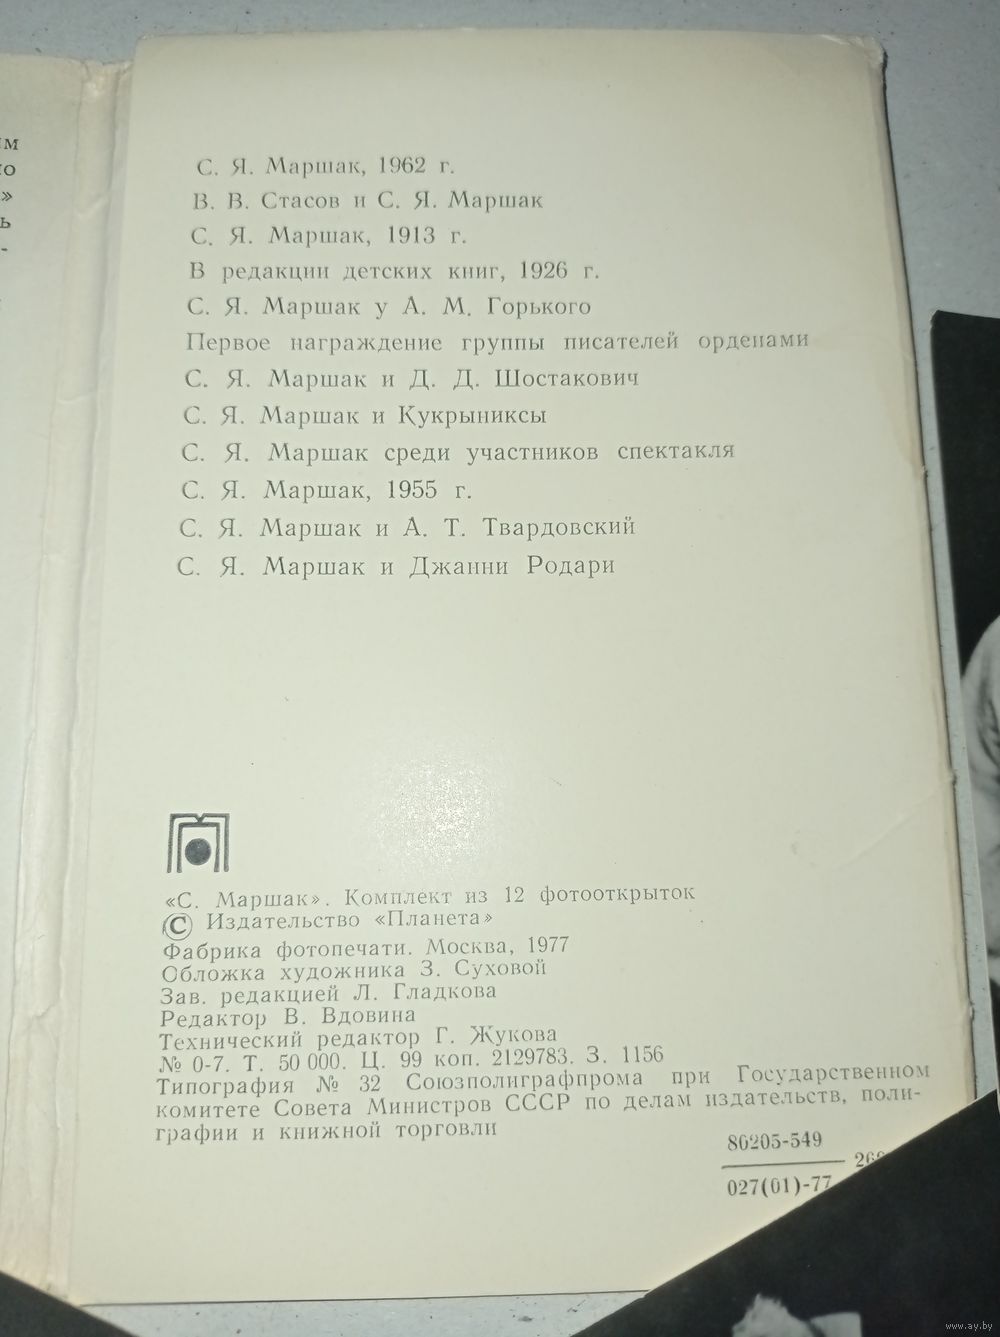 С. Я. Маршак, 1962 г.
В. В. Стасов и С. Я. Маршак
С. Я. Маршак, 1913 г.
В редакции детских книг, 1926 г.
С. Я. Маршак у А. М. Горького
Первое награждение группы писателей орденами
С. Я. Маршак и Д. Д. Шостакович
С. Я. Маршак и Кукрыниксы
С. Я. Маршак среди участников спектакля
С. Я. Маршак, 1955 г.
С. Я. Маршак и А. Т. Твардовский
С. Я. Маршак и Джанни Родари
«С. Маршак». Комплект из 12 фотооткрыток
© Издательство «Планета»
Фабрика фотопечати. Москва, 1977
Обложка художника З. Суховой
Зав. редакцией Л. Гладкова
Редактор В. Вдовина
Технический редактор Г. Жукова
№ 0-7. Т. 50 000. Ц. 99 коп. 2129783. З. 1156
Типография № 32 Союзполиграфпрома при Государственном
комитете Совета Министров СССР по делам издательств, поли-
графии и книжной торговли
80205-549
027(01)-77
www.ay.by